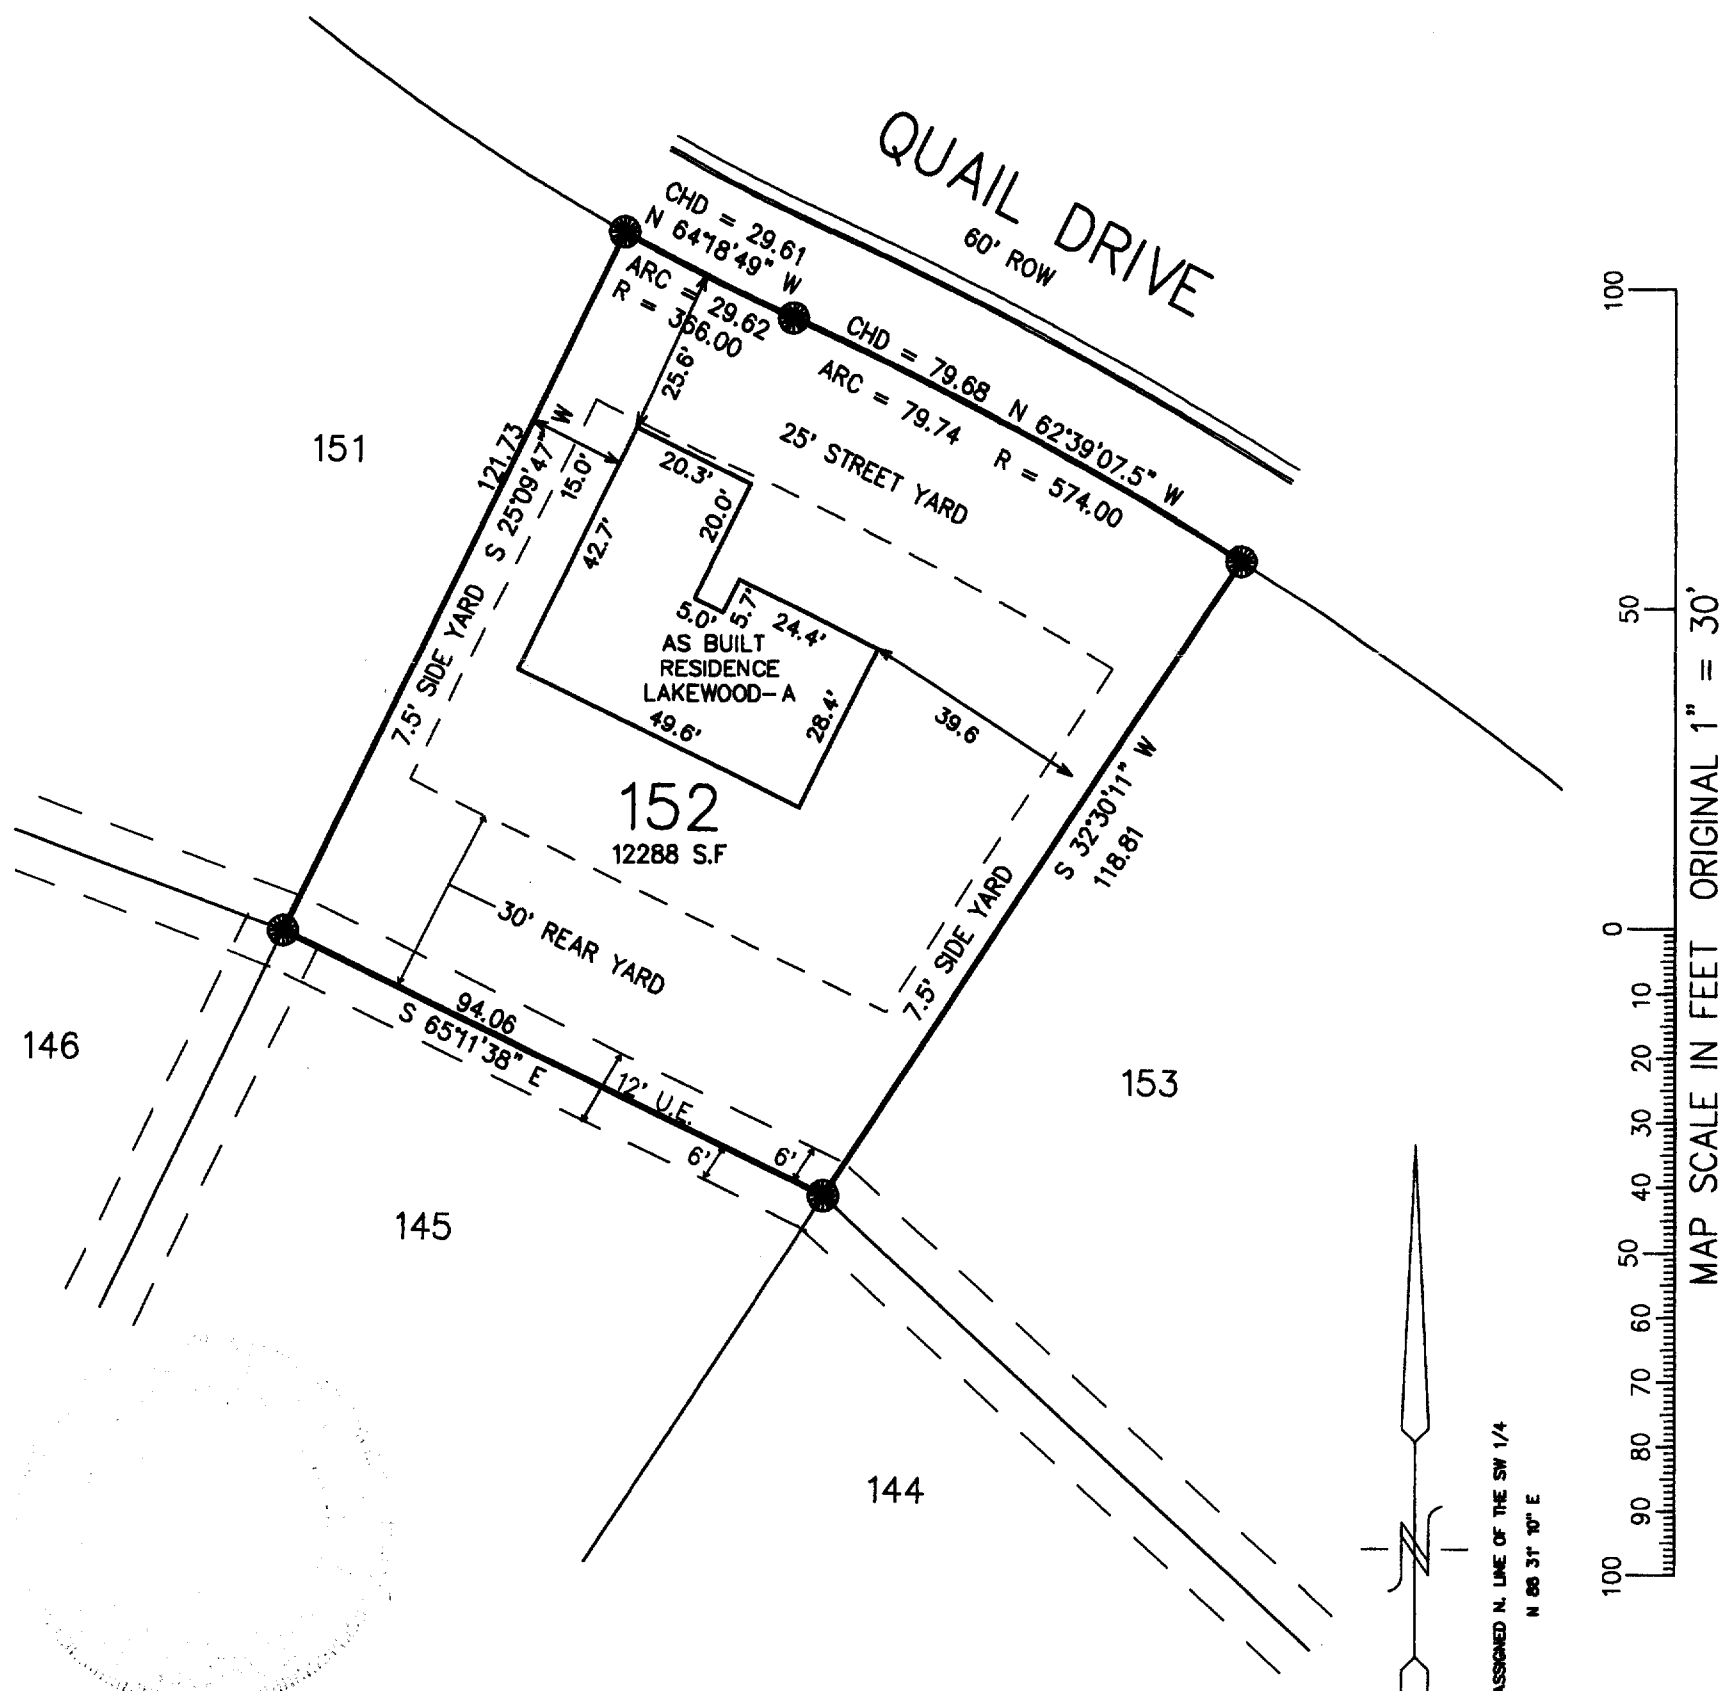 QUAIL DRIVE
60' ROW
CHD = 29.61
N 64°18'49" W
ARC = 29.62
R = 366.00
CHD = 79.68 N 62°39'07.5" W
ARC = 79.74 R = 574.00
25' STREET YARD
25.6'
151
121.73
S 25°09'47" W
15.0'
20.3'
20.0'
42.7'
5.0'
5.7'
24.4'
AS BUILT
RESIDENCE
LAKEWOOD-A
49.6'
28.4'
39.6
7.5' SIDE YARD
152
12288 S.F
S 32°30'11" W
118.81
7.5' SIDE YARD
30' REAR YARD
94.06
S 65°11'38" E
12' U.E.
6'
6'
146
153
145
144
100
50
0
10
20
30
40
50
60
70
80
90
100
MAP SCALE IN FEET ORIGINAL 1" = 30'
N
ASSIGNED N. LINE OF THE SW 1/4
N 88 31' 10" E